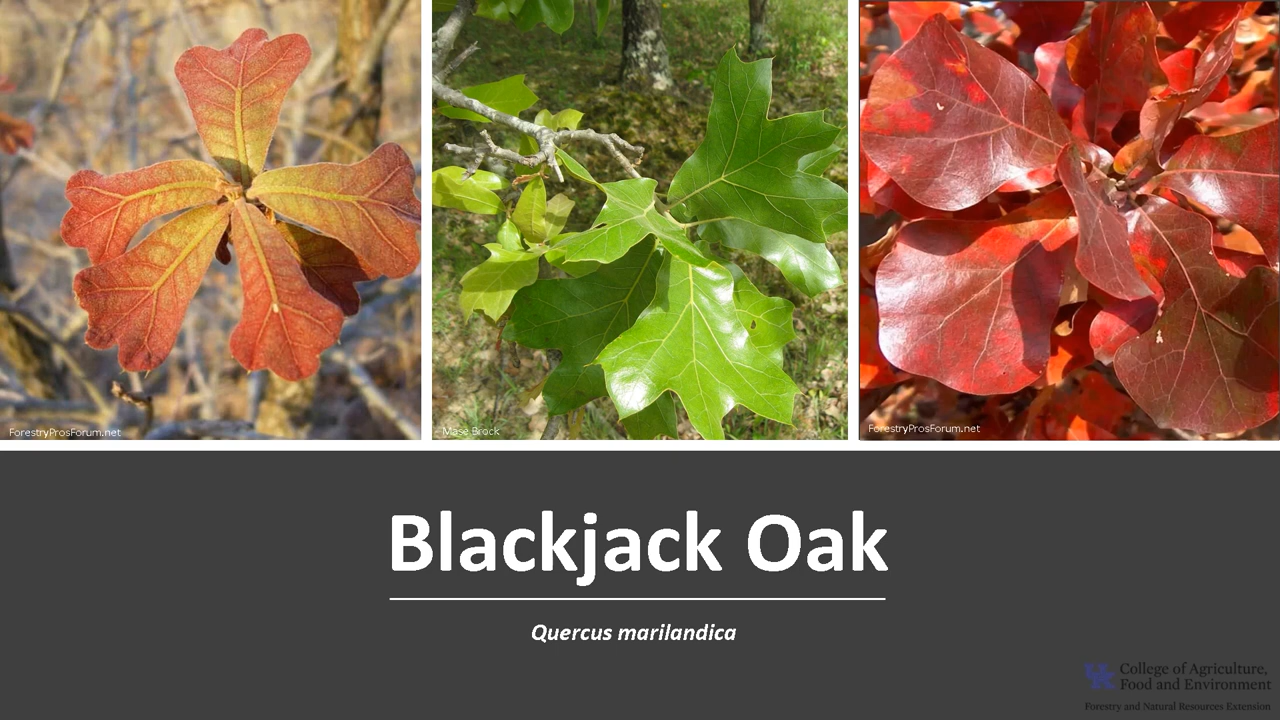 ForestryProsForum.net
Mase Brock
ForestryProsForum.net
Blackjack Oak
Quercus marilandica
UK
College of Agriculture,
Food and Environment
Forestry and Natural Resources Extension